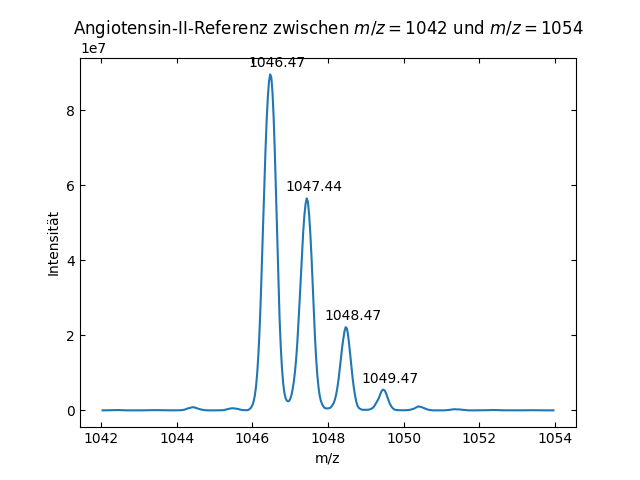 Angiotensin-II-Referenz zwischen m/z = 1042 und m/z = 1054
1e7
1046.47
1047.44
1048.47
1049.47
8
6
4
2
0
Intensität
1042 1044 1046 1048 1050 1052 1054
m/z